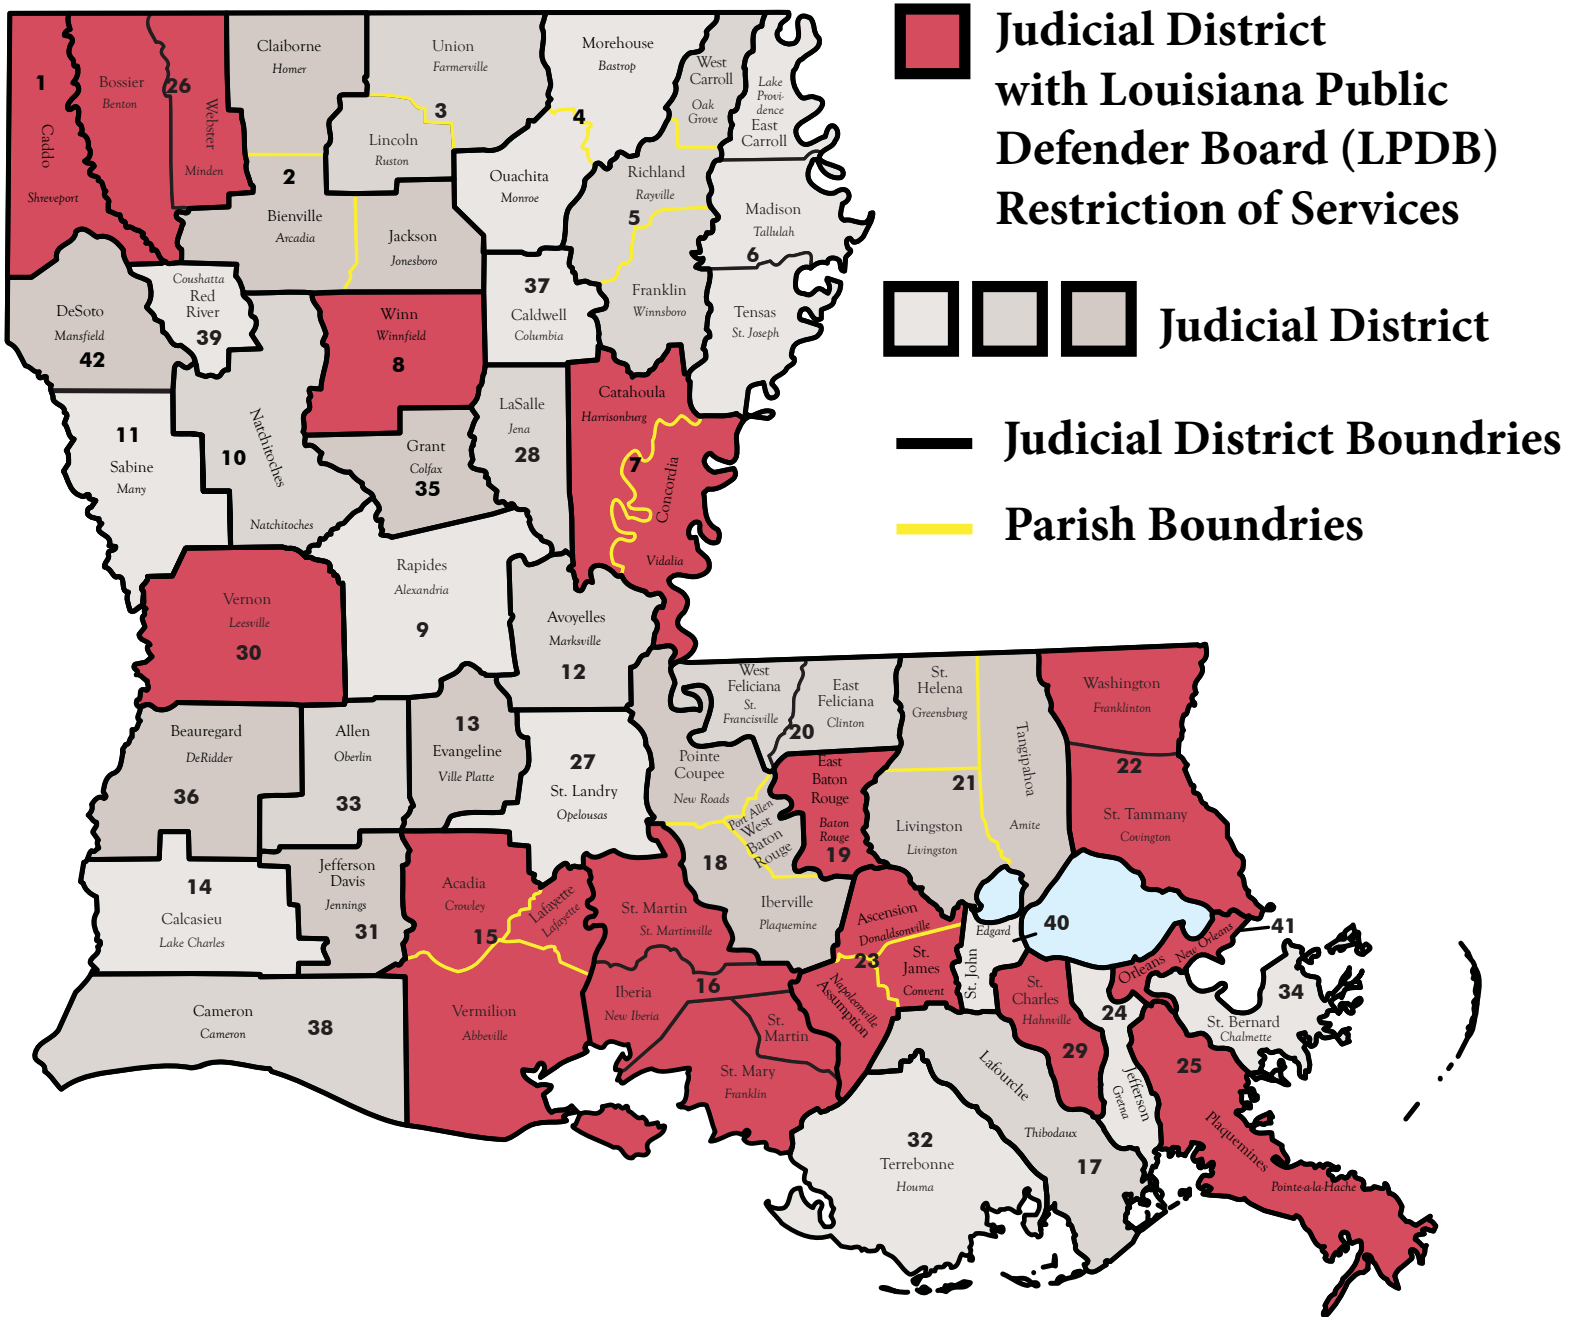 Judicial District
with Louisiana Public
Defender Board (LPDB)
Restriction of Services
Judicial District
Judicial District Boundries
Parish Boundries
1
Caddo
Shreveport
Bossier
Benton
26
Webster
Minden
Claiborne
Homer
2
Bienville
Arcadia
Jackson
Jonesboro
Union
Farmerville
3
Lincoln
Ruston
Morehouse
Bastrop
4
Ouachita
Monroe
West
Carroll
Oak
Grove
Lake
Provi-
dence
East
Carroll
Richland
Rayville
5
Franklin
Winnsboro
Madison
Tallulah
6
Tensas
St. Joseph
DeSoto
Mansfield
42
Coushatta
Red
River
39
Winn
Winnfield
8
37
Caldwell
Columbia
11
Sabine
Many
10
Natchitoches
Natchitoches
Grant
Colfax
35
LaSalle
Jena
28
Catahoula
Harrisonburg
7
Concordia
Vidalia
Vernon
Leesville
30
Rapides
Alexandria
9
Avoyelles
Marksville
12
Beauregard
DeRidder
36
Allen
Oberlin
33
13
Evangeline
Ville Platte
27
St. Landry
Opelousas
Pointe
Coupee
New Roads
Port Allen
West
Baton
Rouge
18
Iberville
Plaquemine
West
Feliciana
St.
Francisville
East
Feliciana
Clinton
20
East
Baton
Rouge
Baton
Rouge
19
St.
Helena
Greensburg
21
Livingston
Livingston
Tangipahoa
Amite
Washington
Franklinton
22
St. Tammany
Covington
14
Calcasieu
Lake Charles
Jefferson
Davis
Jennings
31
Acadia
Crowley
15
Lafayette
Lafayette
Vermilion
Abbeville
Cameron
Cameron
38
St. Martin
St. Martinville
Iberia
New Iberia
16
St.
Martin
St. Mary
Franklin
Ascension
Donaldsonville
23
St.
James
Convent
Napoleonville
Assumption
Edgard
St. John
40
41
St.
Charles
Hahnville
29
Orleans
New Orleans
24
Jefferson
Gretna
34
St. Bernard
Chalmette
25
Plaquemines
Pointe-a-la-Hache
Lafourche
Thibodaux
17
32
Terrebonne
Houma